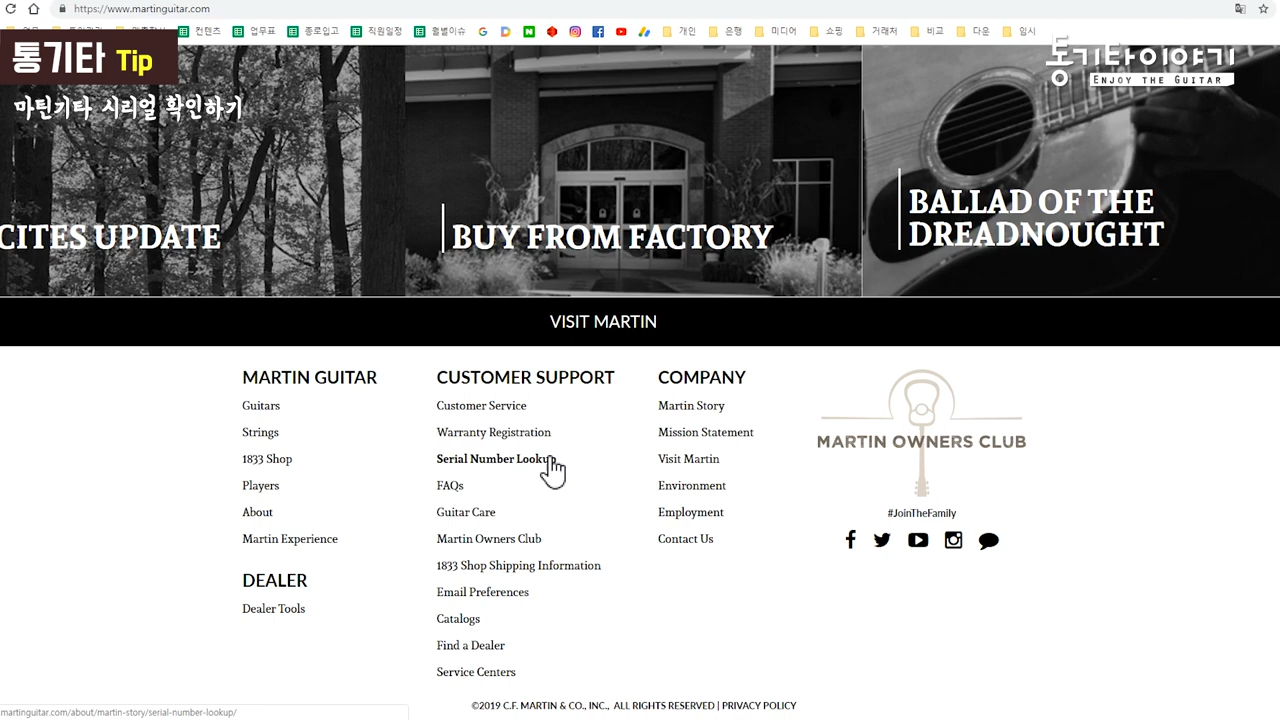 https://www.martinguitar.com
컨텐츠 업무표 종로입고 직원일정 월별이슈 개인 은행 미디어 쇼핑 거래처 비교 다운 임시
통기타 Tip
마틴기타 시리얼 확인하기
통기타이야기
ENJOY THE GUITAR
CITES UPDATE
BUY FROM FACTORY
BALLAD OF THE
DREADNOUGHT
VISIT MARTIN
MARTIN GUITAR
Guitars
Strings
1833 Shop
Players
About
Martin Experience
DEALER
Dealer Tools
CUSTOMER SUPPORT
Customer Service
Warranty Registration
Serial Number Lookup
FAQs
Guitar Care
Martin Owners Club
1833 Shop Shipping Information
Email Preferences
Catalogs
Find a Dealer
Service Centers
COMPANY
Martin Story
Mission Statement
Visit Martin
Environment
Employment
Contact Us
MARTIN OWNERS CLUB
#JoinTheFamily
©2019 C.F. MARTIN & CO., INC., ALL RIGHTS RESERVED | PRIVACY POLICY
martinguitar.com/about/martin-story/serial-number-lookup/